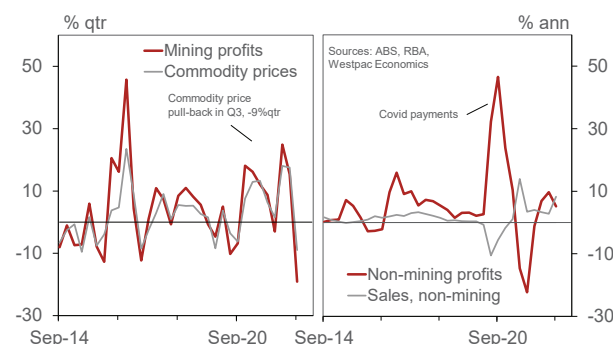 % qtr
% ann
Mining profits
Commodity prices
Commodity price
pull-back in Q3, -9%qtr
Sources: ABS, RBA,
Westpac Economics
Covid payments
Non-mining profits
Sales, non-mining
50
30
10
-10
-30
50
30
10
-10
-30
Sep-14
Sep-20
Sep-14
Sep-20